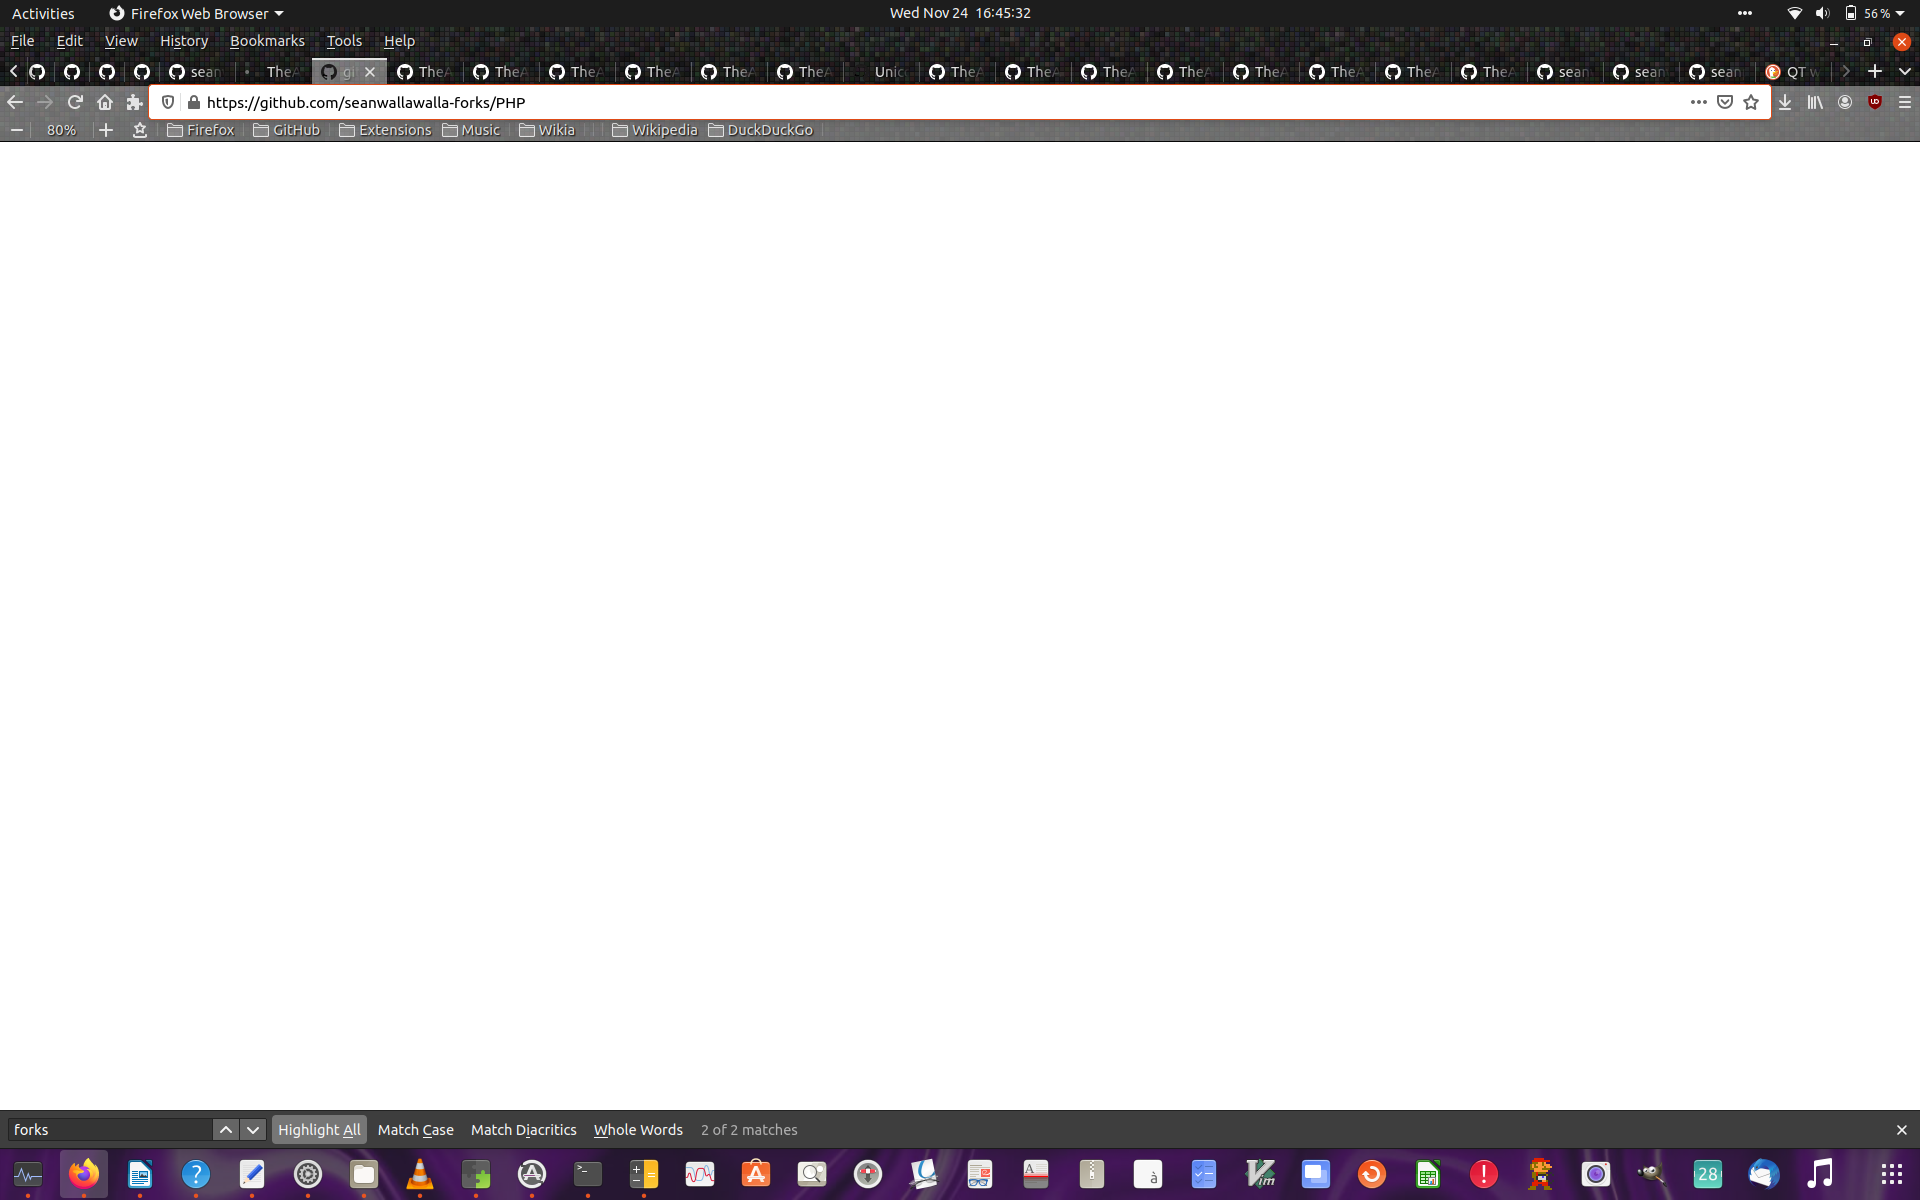 Activities Firefox Web Browser Wed Nov 24 16:45:32 56 %
File Edit View History Bookmarks Tools Help
sean TheA gi TheA TheA TheA TheA TheA TheA Unic TheA TheA TheA TheA TheA TheA TheA TheA sean sean sean QT w
https://github.com/seanwallawalla-forks/PHP
80% Firefox GitHub Extensions Music Wikia Wikipedia DuckDuckGo
forks Highlight All Match Case Match Diacritics Whole Words 2 of 2 matches
28